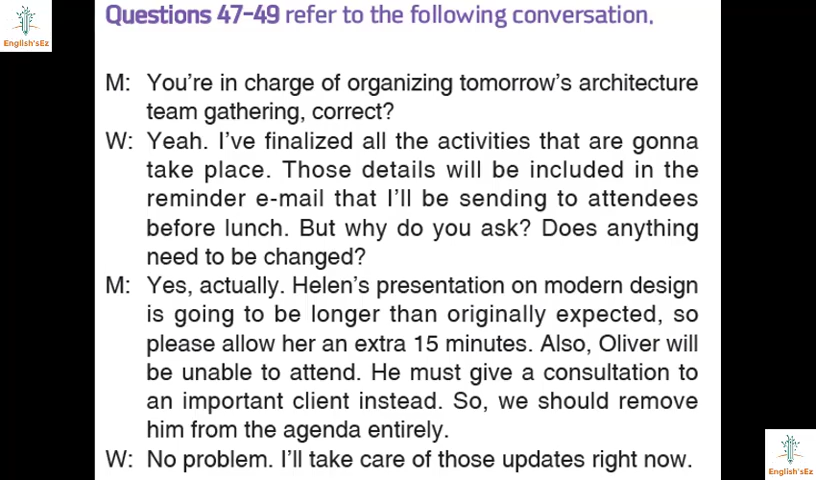 English'sEz
Questions 47–49 refer to the following conversation.
M: You're in charge of organizing tomorrow's architecture
team gathering, correct?
W: Yeah. I've finalized all the activities that are gonna
take place. Those details will be included in the
reminder e-mail that I'll be sending to attendees
before lunch. But why do you ask? Does anything
need to be changed?
M: Yes, actually. Helen's presentation on modern design
is going to be longer than originally expected, so
please allow her an extra 15 minutes. Also, Oliver will
be unable to attend. He must give a consultation to
an important client instead. So, we should remove
him from the agenda entirely.
W: No problem. I'll take care of those updates right now.
English'sEz